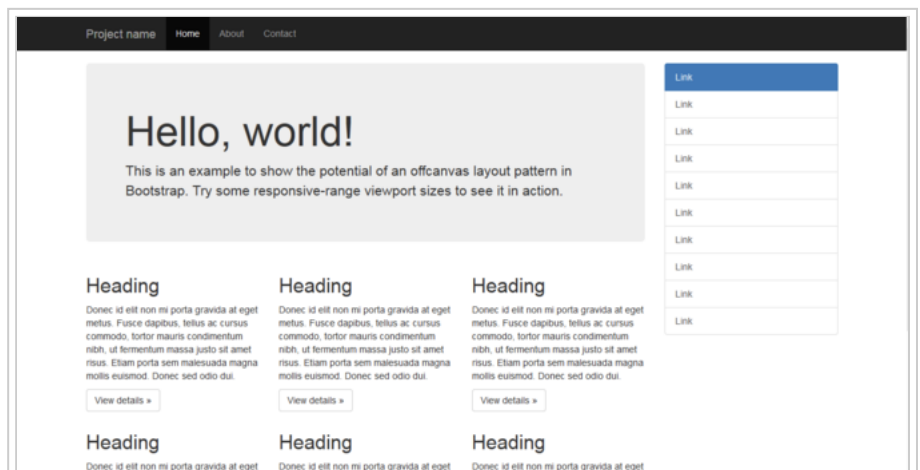 Project name Home About Contact
Hello, world!
This is an example to show the potential of an offcanvas layout pattern in
Bootstrap. Try some responsive-range viewport sizes to see it in action.
Link
Link
Link
Link
Link
Link
Link
Link
Link
Link
Heading
Donec id elit non mi porta gravida at eget
metus. Fusce dapibus, tellus ac cursus
commodo, tortor mauris condimentum
nibh, ut fermentum massa justo sit amet
risus. Etiam porta sem malesuada magna
mollis euismod. Donec sed odio dui.
View details »
Heading
Donec id elit non mi porta gravida at eget
metus. Fusce dapibus, tellus ac cursus
commodo, tortor mauris condimentum
nibh, ut fermentum massa justo sit amet
risus. Etiam porta sem malesuada magna
mollis euismod. Donec sed odio dui.
View details »
Heading
Donec id elit non mi porta gravida at eget
metus. Fusce dapibus, tellus ac cursus
commodo, tortor mauris condimentum
nibh, ut fermentum massa justo sit amet
risus. Etiam porta sem malesuada magna
mollis euismod. Donec sed odio dui.
View details »
Heading
Donec id elit non mi porta gravida at eget
Heading
Donec id elit non mi porta gravida at eget
Heading
Donec id elit non mi porta gravida at eget